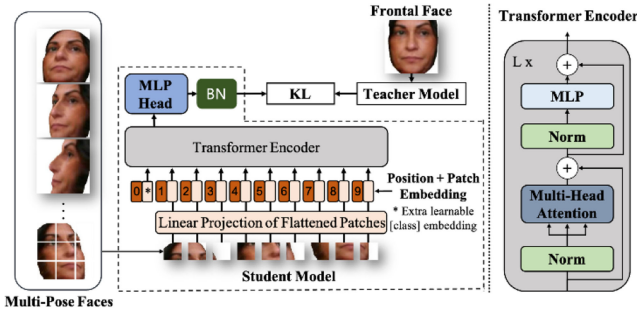 Frontal Face
Transformer Encoder
MLP
Head
BN
KL
Teacher Model
L x
+
MLP
Norm
Transformer Encoder
+
0 * 1 2 3 4 5 6 7 8 9
Position + Patch
Embedding
* Extra learnable
[class] embedding
Multi-Head
Attention
Linear Projection of Flattened Patches
Norm
Student Model
Multi-Pose Faces